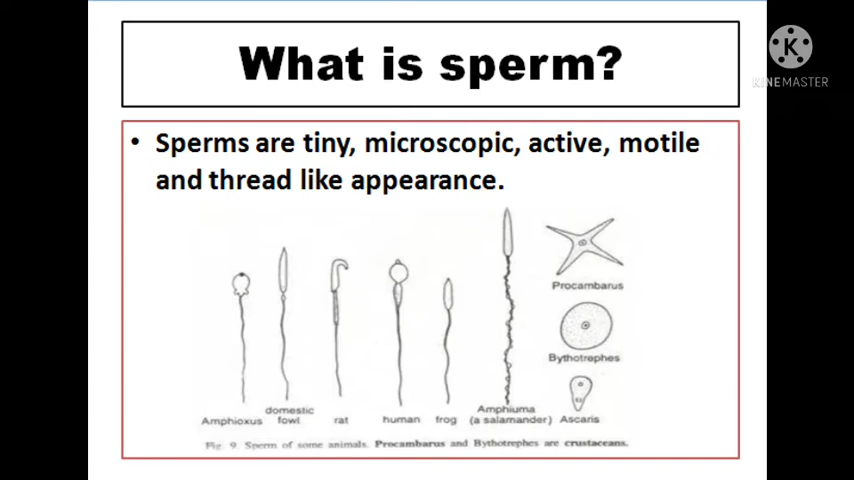 What is sperm?
K
KINEMASTER
• Sperms are tiny, microscopic, active, motile
and thread like appearance.
Procambarus
Bythotrephes
Amphioxus
domestic
fowl
rat
human
frog
Amphiuma
(a salamander)
Ascaris
Fig. 9. Sperm of some animals. Procambarus and Bythotrephes are crustaceans.